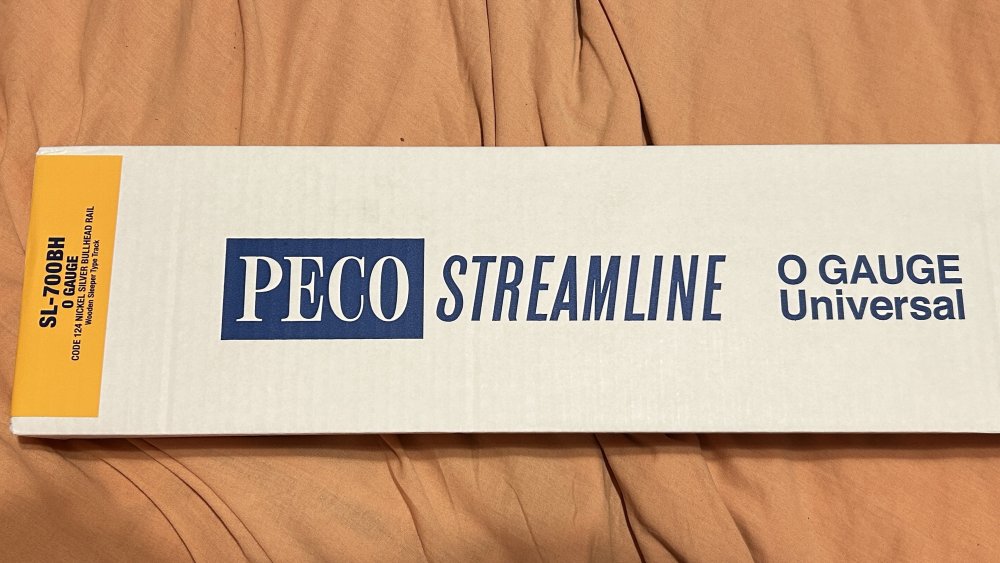 SL-700BH
O GAUGE
CODE 124 NICKEL SILVER BULLHEAD RAIL
Wooden Sleeper Type Track
PECO STREAMLINE
O GAUGE
Universal